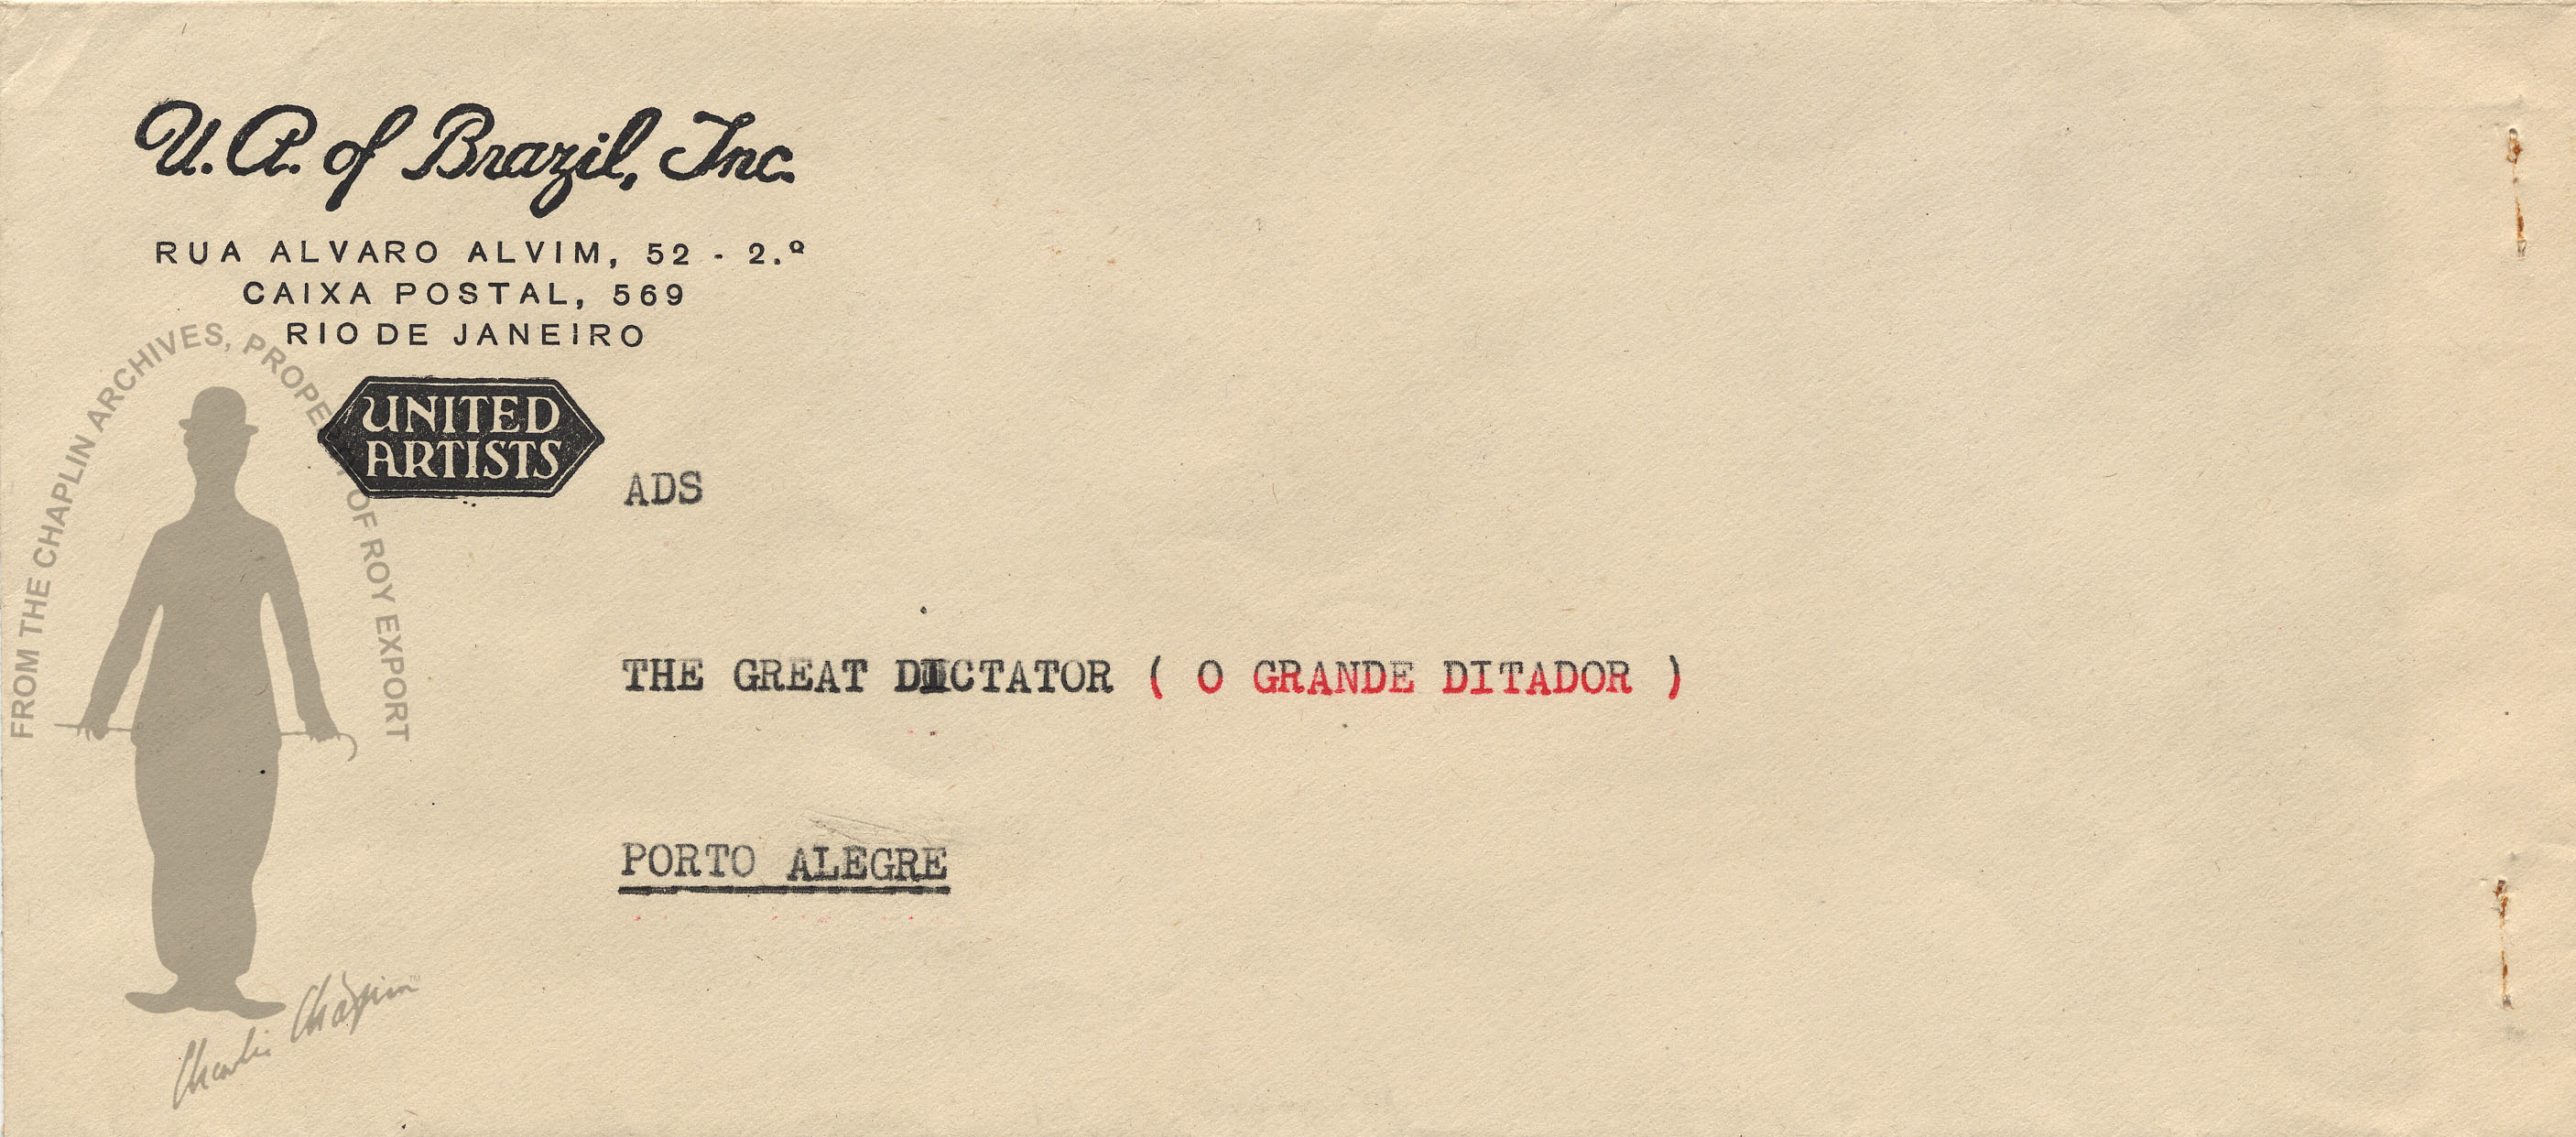 U.A. of Brazil, Inc.
RUA ALVARO ALVIM, 52 - 2.º
CAIXA POSTAL, 569
RIO DE JANEIRO
UNITED
ARTISTS
ADS
THE GREAT DICTATOR ( O GRANDE DITADOR )
PORTO ALEGRE
FROM THE CHAPLIN ARCHIVES, PROPERTY OF ROY EXPORT
Charlie Chaplin